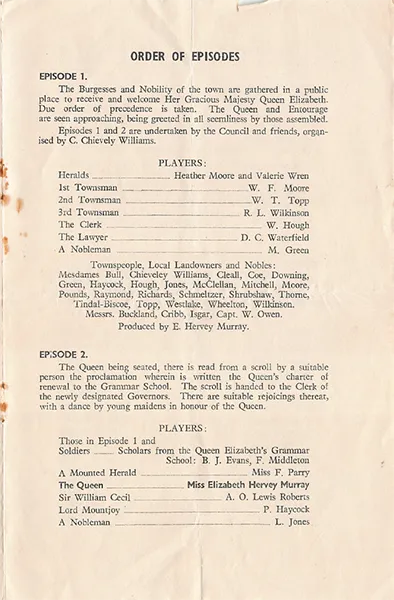 ORDER OF EPISODES
EPISODE 1.
The Burgesses and Nobility of the town are gathered in a public
place to receive and welcome Her Gracious Majesty Queen Elizabeth.
Due order of precedence is taken. The Queen and Entourage
are seen approaching, being greeted in all seemliness by those assembled.
Episodes 1 and 2 are undertaken by the Council and friends, organ-
ised by C. Chievely Williams.
PLAYERS:
Heralds Heather Moore and Valerie Wren
1st Townsman W. F. Moore
2nd Townsman W. T. Topp
3rd Townsman R. L. Wilkinson
The Clerk W. Hough
The Lawyer D. C. Waterfield
A Nobleman M. Green
Townspeople, Local Landowners and Nobles:
Mesdames Bull, Chieveley Williams, Cleall, Coe, Downing,
Green, Haycock, Hough, Jones, McClellan, Mitchell, Moore,
Pounds, Raymond, Richards, Schmeltzer, Shrubshaw, Thorne,
Tindal-Biscoe, Topp, Westlake, Whewlton, Wilkinson.
Messrs. Buckland, Cribb, Isgar, Capt. W. Owen.
Produced by E. Hervey Murray.
EPISODE 2.
The Queen being seated, there is read from a scroll by a suitable
person the proclamation wherein is written the Queen's charter of
renewal to the Grammar School. The scroll is handed to the Clerk of
the newly designated Governors. There are suitable rejoicings thereat,
with a dance by young maidens in honour of the Queen.
PLAYERS:
Those in Episode 1 and
Soldiers Scholars from the Queen Elizabeth's Grammar
School: B. J. Evans, F. Middleton
A Mounted Herald Miss F. Parry
The Queen Miss Elizabeth Hervey Murray
Sir William Cecil A. O. Lewis Roberts
Lord Mountjoy P. Haycock
A Nobleman L. Jones